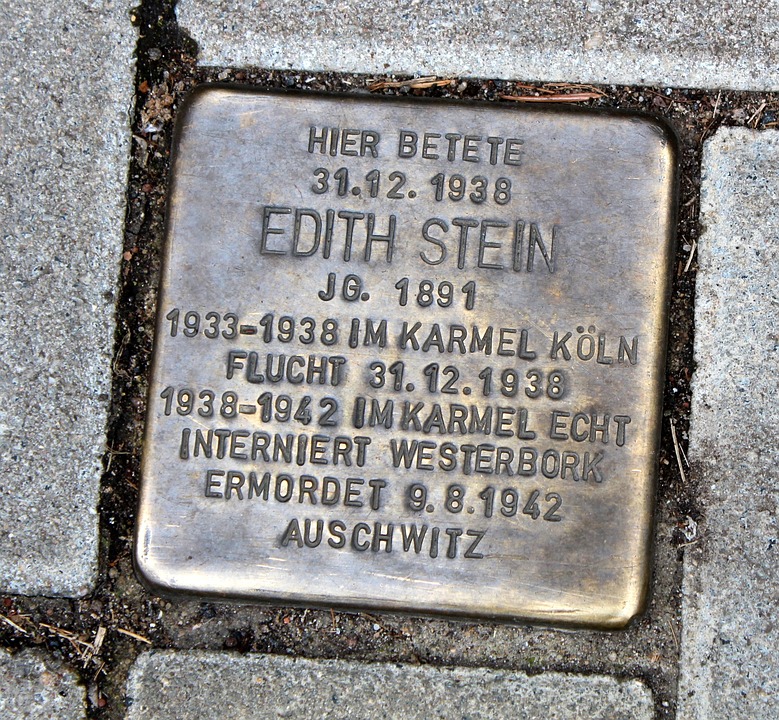 HIER BETETE
31.12. 1938
EDITH STEIN
JG. 1891
1933-1938 IM KARMEL KÖLN
FLUCHT 31.12.1938
1938-1942 IM KARMEL ECHT
INTERNIERT WESTERBORK
ERMORDET 9.8.1942
AUSCHWITZ